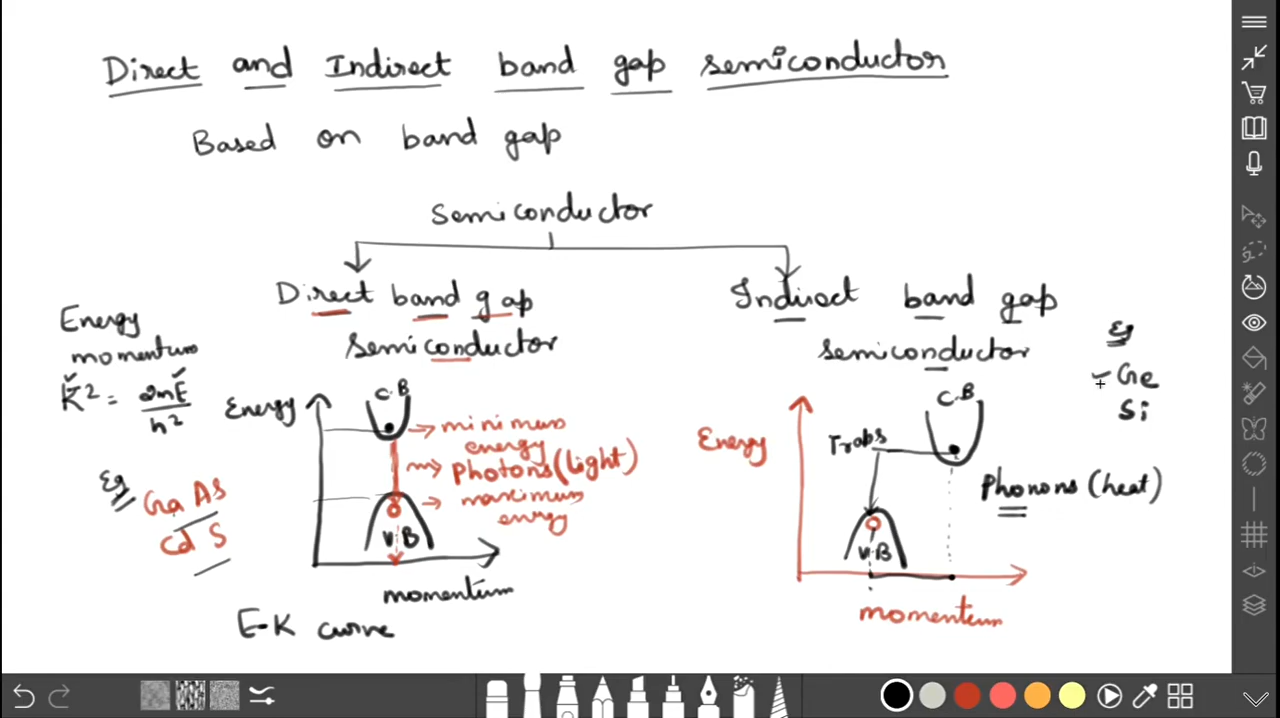 Direct and Indirect band gap semiconductor
Based on band gap
Semiconductor
Direct band gap
Semiconductor
Energy
momentum
K² = 2mE / h²
Eg
Ga AS
Cd S
Energy
C.B
minimum
energy
Photons (light)
maximum
energy
V.B
momentum
E-K curve
Indirect band gap
semiconductor
Eg
Ge
Si
Energy
C.B
Traps
Phonons (heat)
V.B
momentum